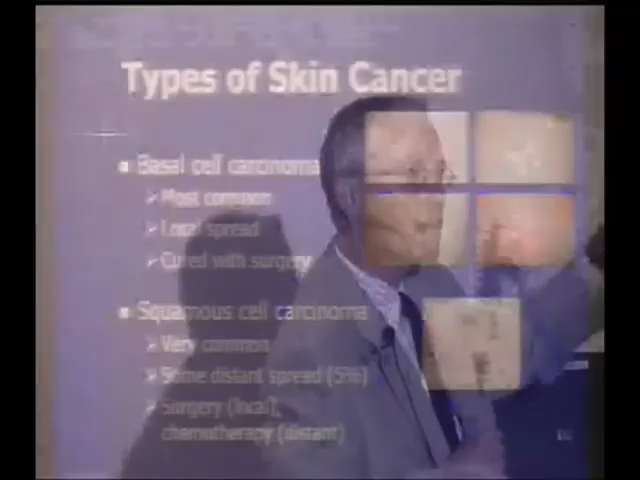 Types of Skin Cancer
Basal cell carcinoma
Most common
Local spread
Cured with surgery
Squamous cell carcinoma
Very common
Some distant spread (5%)
Surgery (local),
chemotherapy (distant)